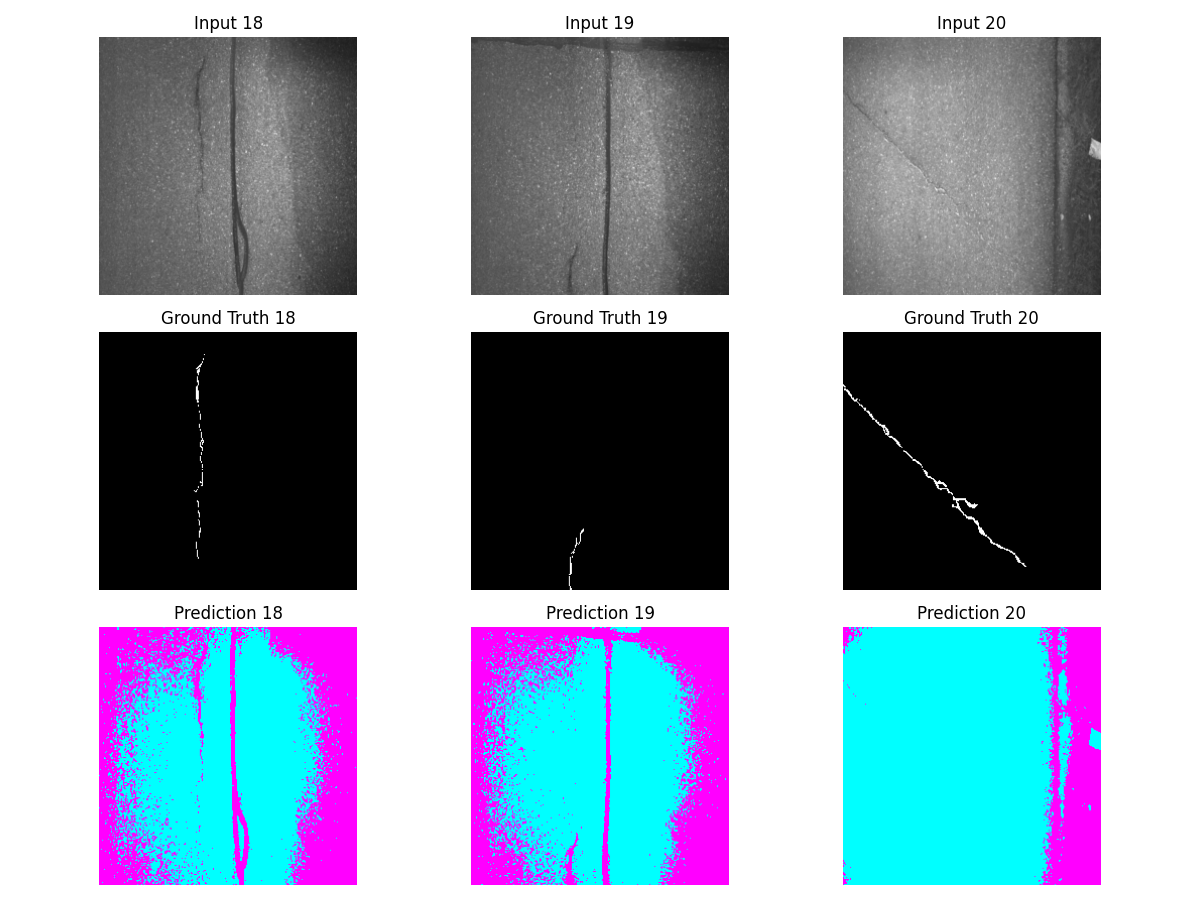 Input 18
Input 19
Input 20
Ground Truth 18
Ground Truth 19
Ground Truth 20
Prediction 18
Prediction 19
Prediction 20